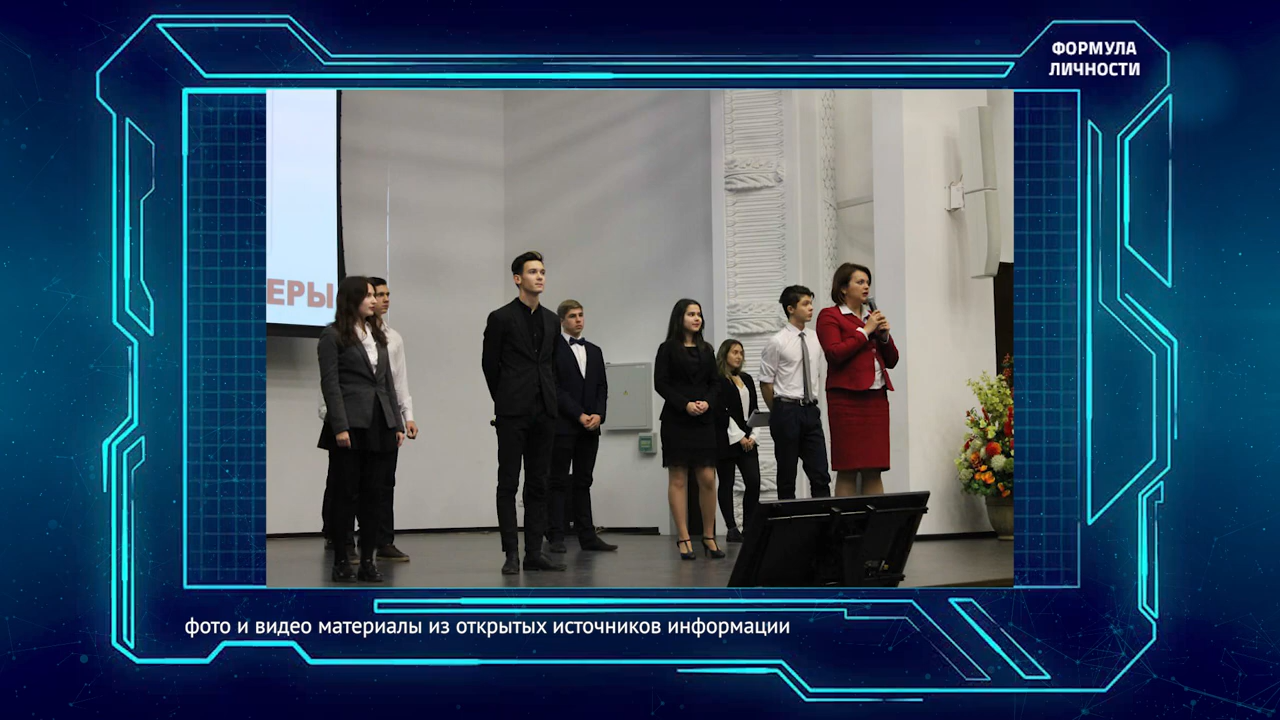 ФОРМУЛА
ЛИЧНОСТИ
ЕРЫ
фото и видео материалы из открытых источников информации